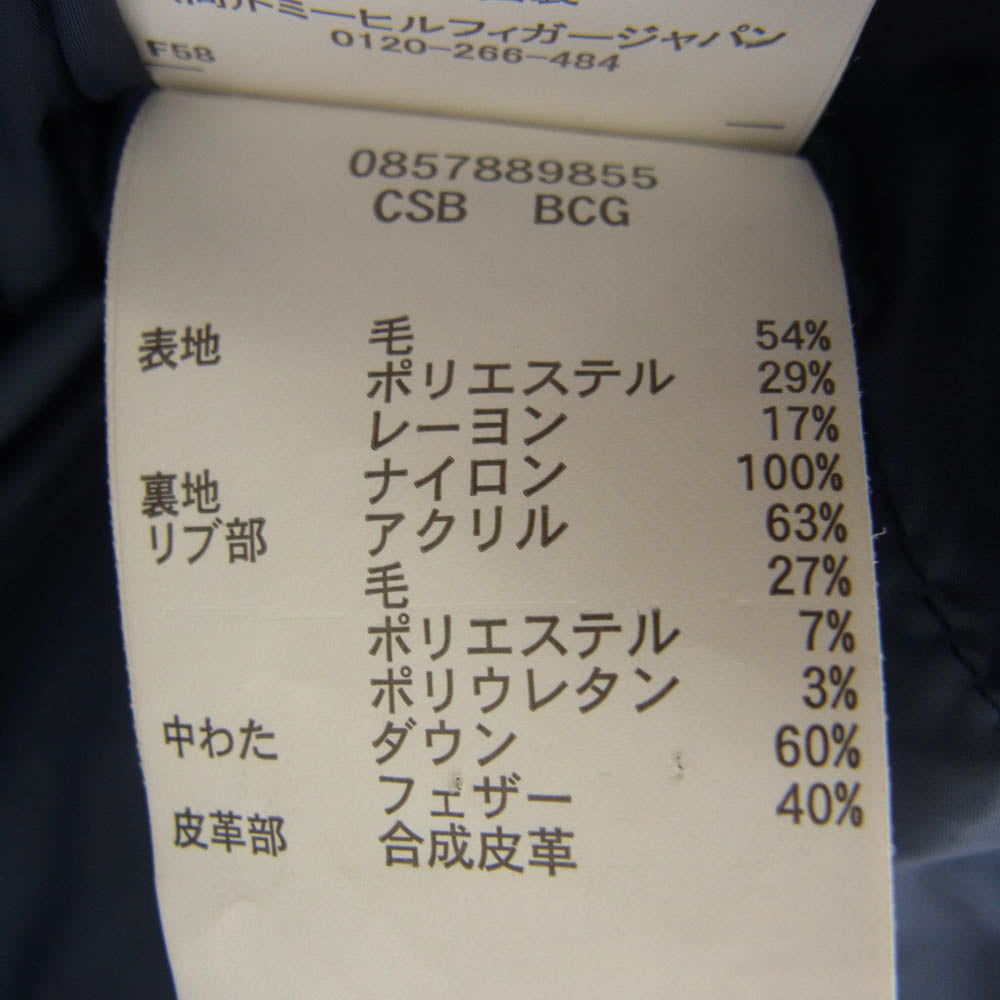 トミーヒルフィガージャパン
0120-266-484
F58
0857889855
CSB BCG
表地 毛 54%
ポリエステル 29%
レーヨン 17%
裏地 ナイロン 100%
リブ部 アクリル 63%
毛 27%
ポリエステル 7%
ポリウレタン 3%
中わた ダウン 60%
フェザー 40%
皮革部 合成皮革